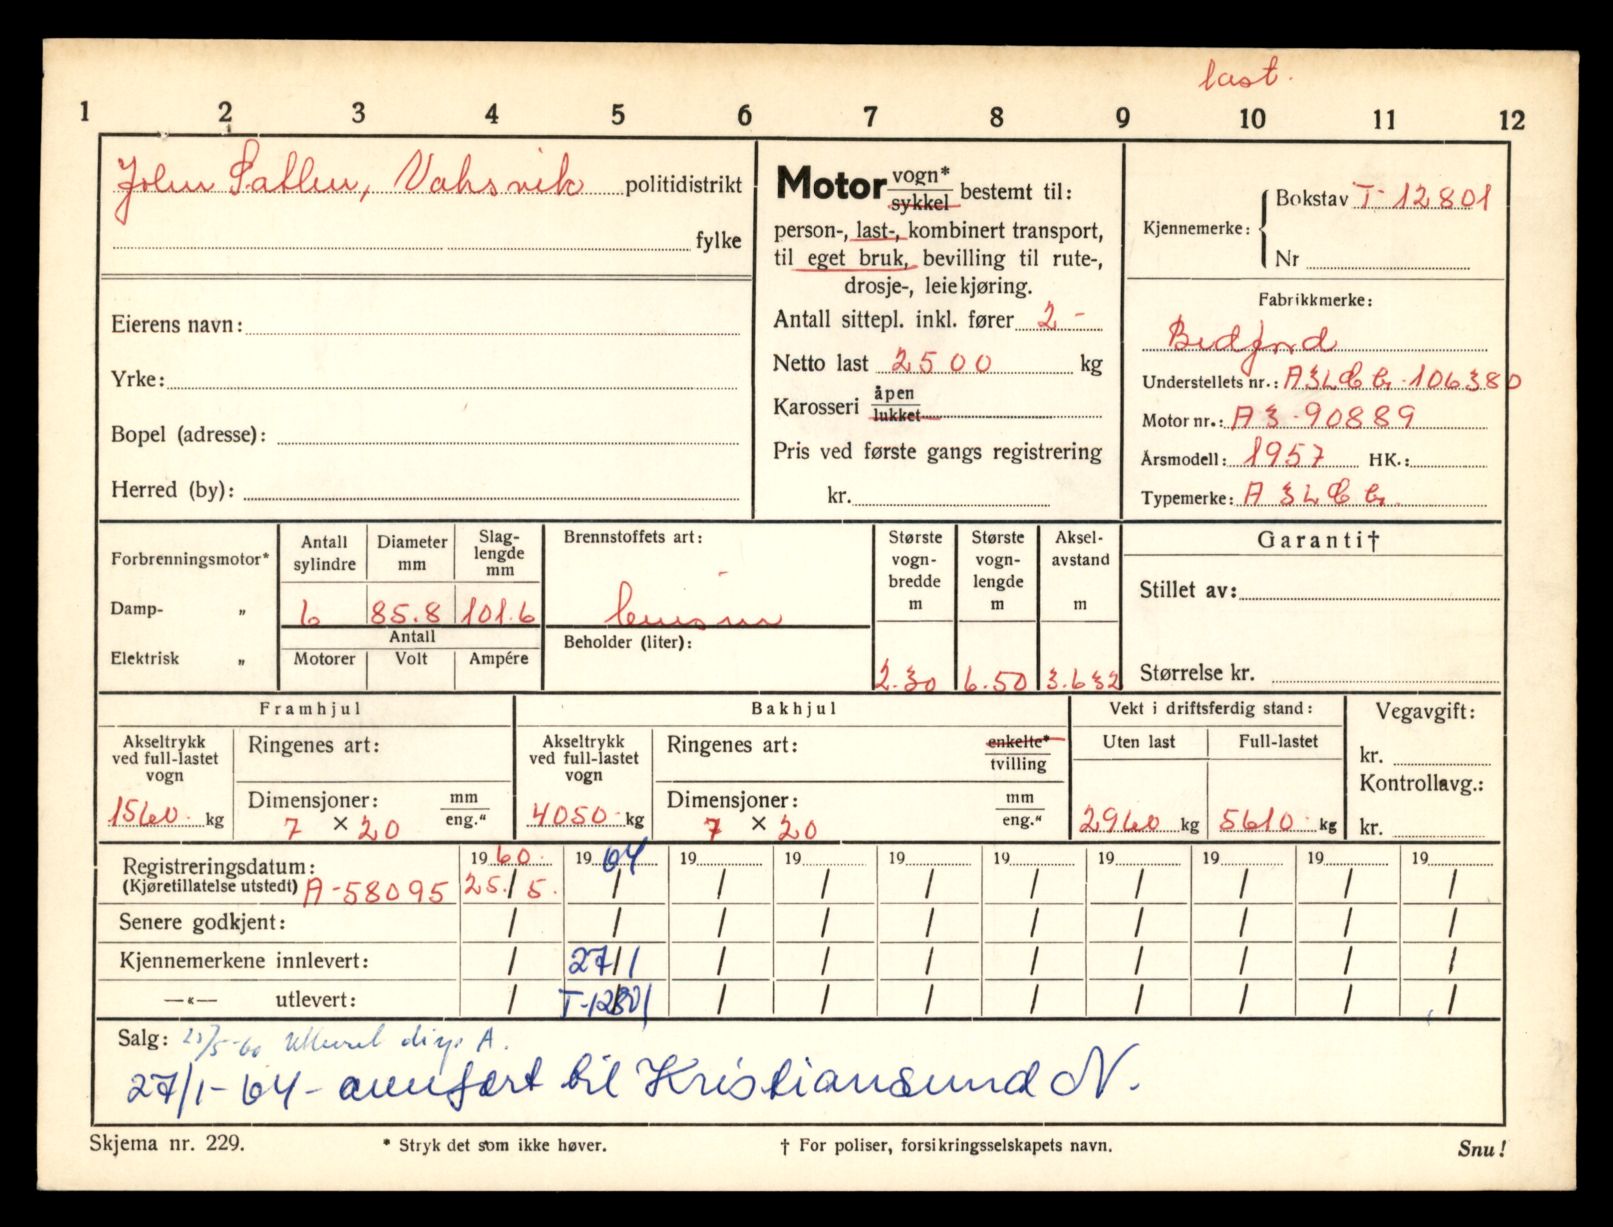 last.
1 2 3 4 5 6 7 8 9 10 11 12
John Sætler, Vaksvik politidistrikt
fylke
Eierens navn:
Yrke:
Bopel (adresse):
Herred (by):
Motor vogn* sykkel bestemt til:
person-, last-, kombinert transport,
til eget bruk, bevilling til rute-,
drosje-, leiekjøring.
Antall sittepl. inkl. fører 2 -
Netto last 2500 kg
Karosseri åpen lukket
Pris ved første gangs registrering
kr.
Kjennemerke: Bokstav T-12801
Nr
Fabrikkmerke:
Bedford
Understellets nr.: A3LCG.106380
Motor nr.: A3-90889
Årsmodell: 1957 HK.:
Typemerke: A3LCG.
Forbrenningsmotor*
Damp- „
Elektrisk „
Antall sylindre
Diameter mm
Slag-lengde mm
6 85.8 101.6
Antall
Motorer Volt Ampére
Brennstoffets art:
bensin
Beholder (liter):
Største vogn-bredde m
2.30
Største vogn-lengde m
6.50
Aksel-avstand m
3.632
Garanti†
Stillet av:
Størrelse kr.
Framhjul
Akseltrykk ved full-lastet vogn
1560. kg
Ringenes art:
Dimensjoner: mm eng."
7 × 20
Bakhjul
Akseltrykk ved full-lastet vogn
4050. kg
Ringenes art: enkelte* tvilling
Dimensjoner: mm eng."
7 × 20
Vekt i driftsferdig stand:
Uten last Full-lastet
2960 kg 5610 kg
Vegavgift:
kr.
Kontrollavg.:
kr.
Registreringsdatum: 1960. 1964 19 19 19 19 19 19 19 19
(Kjøretillatelse utstedt) A-58095 25./5. / / / / / / / / /
Senere godkjent: / / / / / / / / / /
Kjennemerkene innlevert: / 27/1 / / / / / / / /
—«— utlevert: / T-12801 / / / / / / / /
Salg: 25/5-60 A.
27/1-64 - overført til Kristiansund N.
Skjema nr. 229.
* Stryk det som ikke høver.
† For poliser, forsikringsselskapets navn.
Snu!